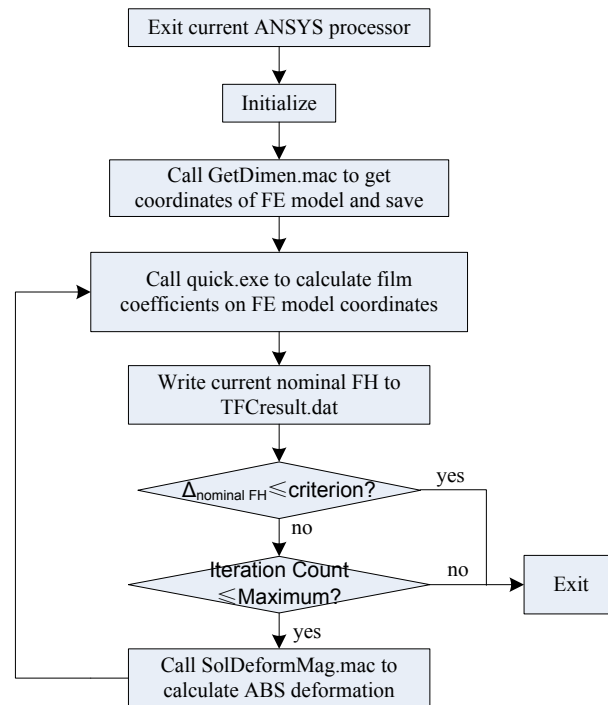 Exit current ANSYS processor
Initialize
Call GetDimen.mac to get
coordinates of FE model and save
Call quick.exe to calculate film
coefficients on FE model coordinates
Write current nominal FH to
TFCresult.dat
Δnominal FH ≤criterion?
yes
no
Iteration Count
≤Maximum?
no
Exit
yes
Call SolDeformMag.mac to
calculate ABS deformation